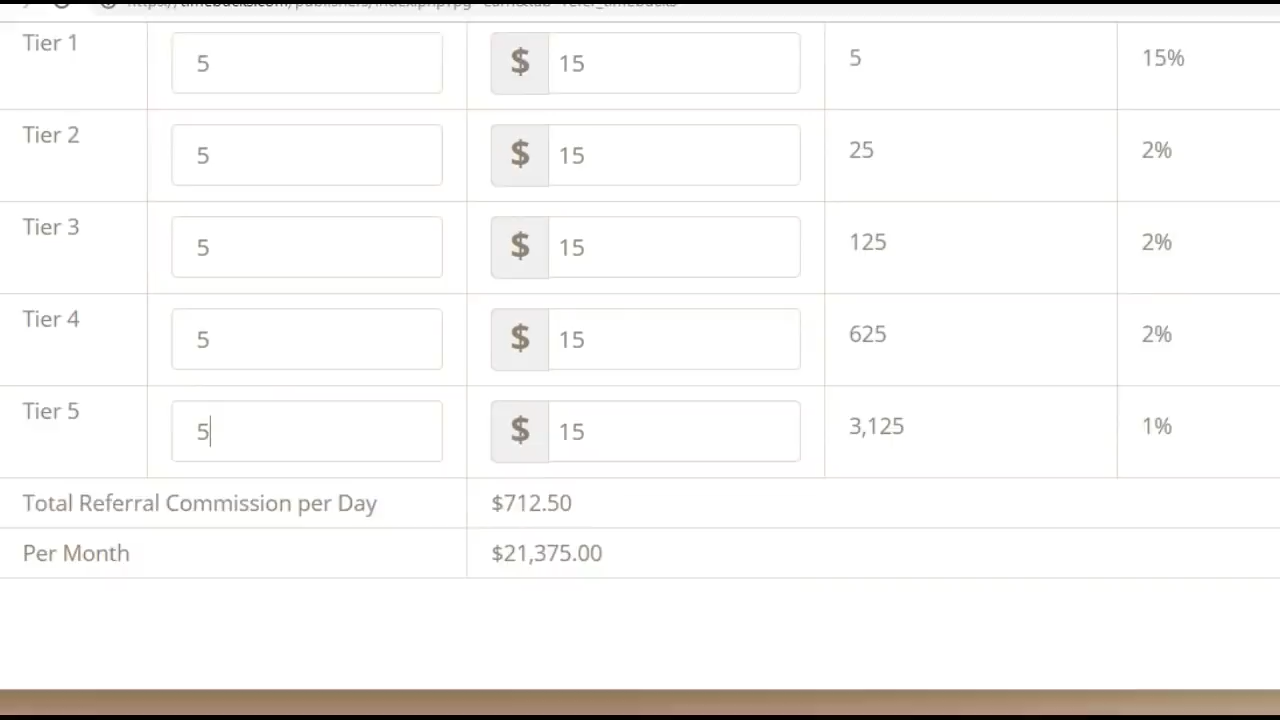 Tier 1 5 $ 15 5 15%
Tier 2 5 $ 15 25 2%
Tier 3 5 $ 15 125 2%
Tier 4 5 $ 15 625 2%
Tier 5 5 $ 15 3,125 1%
Total Referral Commission per Day $712.50
Per Month $21,375.00